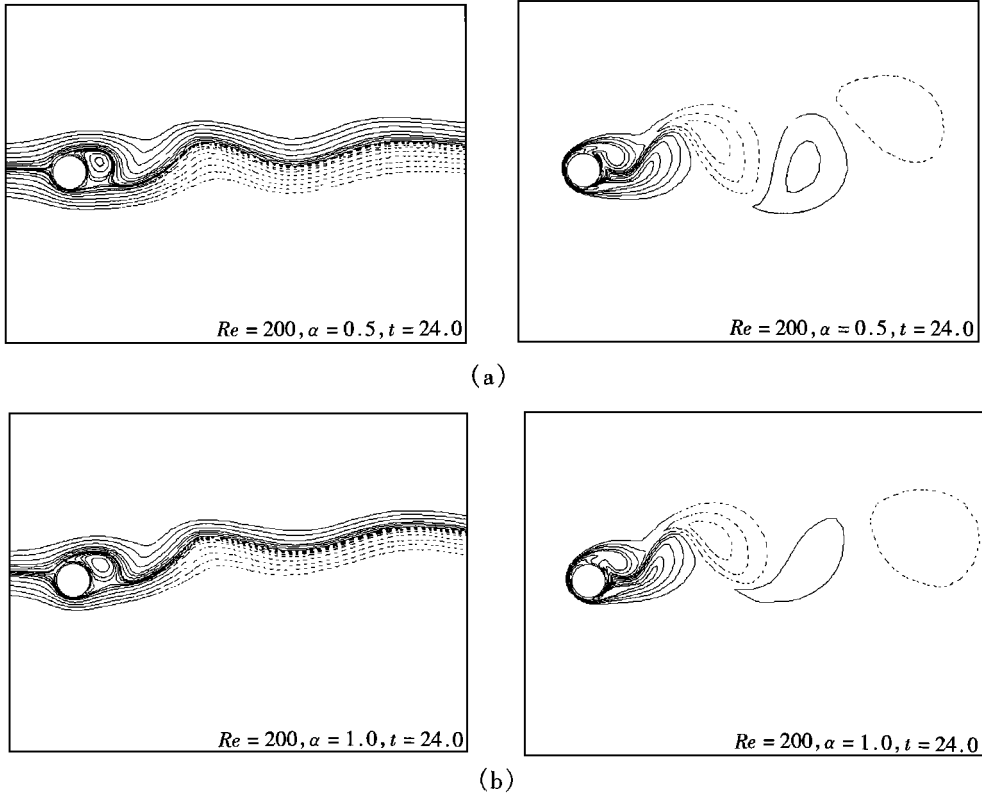 Re = 200, α = 0.5, t = 24.0
Re = 200, α = 0.5, t = 24.0
(a)
Re = 200, α = 1.0, t = 24.0
Re = 200, α = 1.0, t = 24.0
(b)